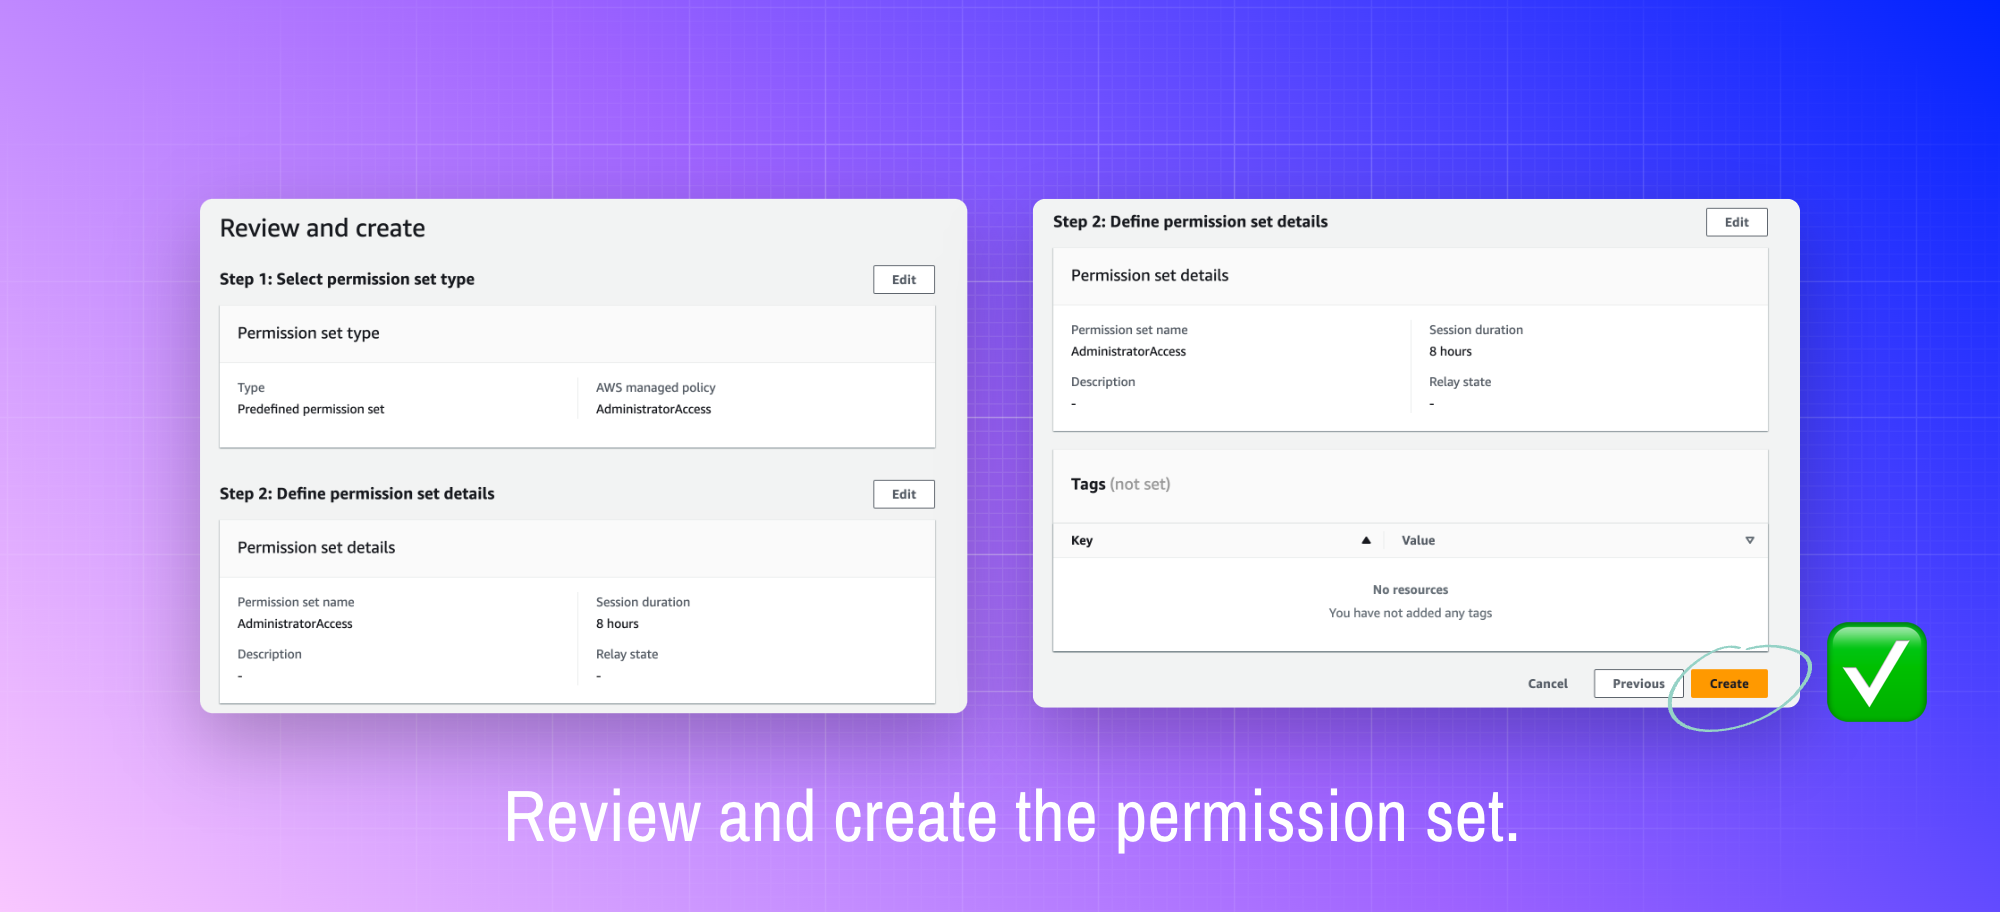 Review and create
Step 1: Select permission set type
Edit
Permission set type
Type
Predefined permission set
AWS managed policy
AdministratorAccess
Step 2: Define permission set details
Edit
Permission set details
Permission set name
AdministratorAccess
Session duration
8 hours
Description
-
Relay state
-
Step 2: Define permission set details
Edit
Permission set details
Permission set name
AdministratorAccess
Session duration
8 hours
Description
-
Relay state
-
Tags (not set)
Key
Value
No resources
You have not added any tags
Cancel
Previous
Create
Review and create the permission set.